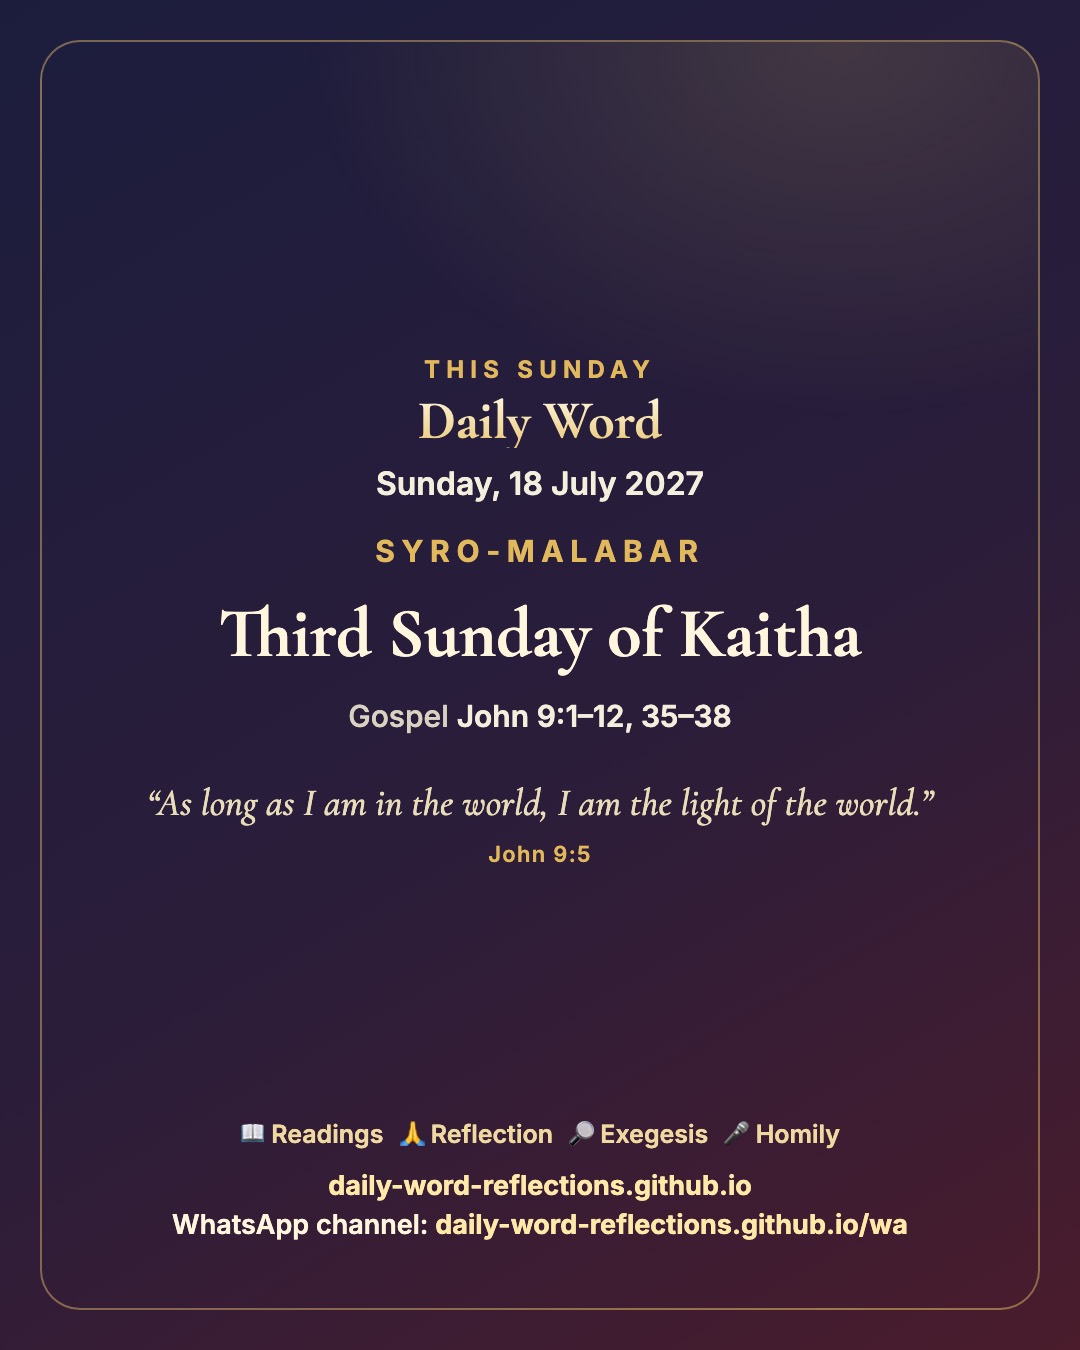 THIS SUNDAY
Daily Word
Sunday, 18 July 2027
SYRO-MALABAR
Third Sunday of Kaitha
Gospel John 9:1–12, 35–38
“As long as I am in the world, I am the light of the world.”
John 9:5
📖 Readings 🙏 Reflection 🔎 Exegesis 🎤 Homily
daily-word-reflections.github.io
WhatsApp channel: daily-word-reflections.github.io/wa